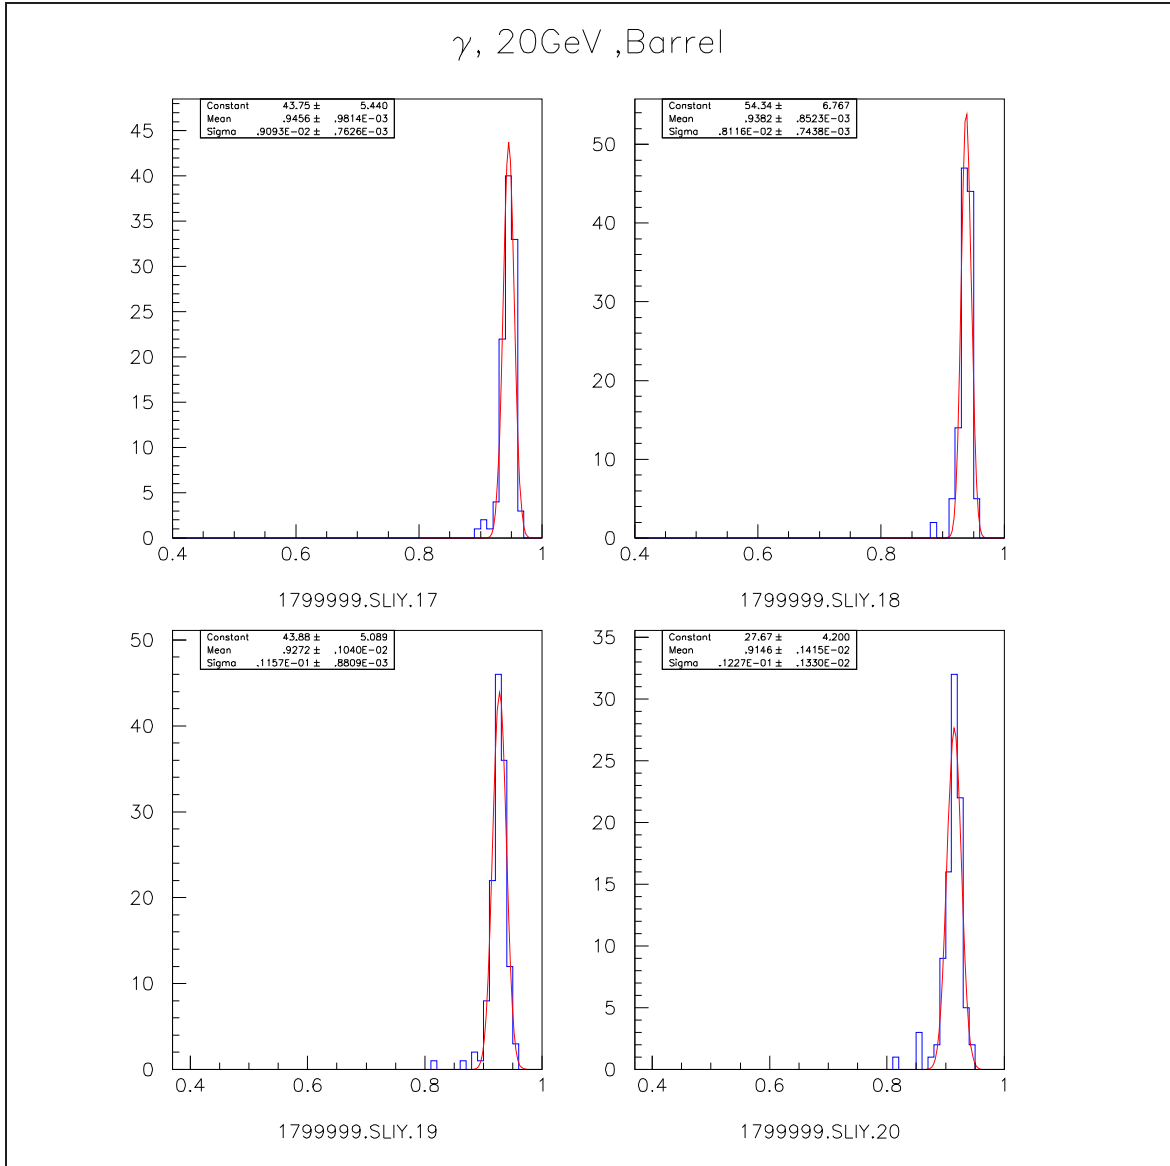 γ, 20GeV ,Barrel
Constant 43.75 ± 5.440
Mean .9456 ± .9814E-03
Sigma .9093E-02 ± .7626E-03
45
40
35
30
25
20
15
10
5
0
0.4 0.6 0.8 1
1799999.SLIY.17
Constant 54.34 ± 6.767
Mean .9382 ± .8523E-03
Sigma .8116E-02 ± .7438E-03
50
40
30
20
10
0
0.4 0.6 0.8 1
1799999.SLIY.18
Constant 43.88 ± 5.089
Mean .9272 ± .1040E-02
Sigma .1157E-01 ± .8809E-03
50
40
30
20
10
0
0.4 0.6 0.8 1
1799999.SLIY.19
Constant 27.67 ± 4.200
Mean .9146 ± .1415E-02
Sigma .1227E-01 ± .1330E-02
35
30
25
20
15
10
5
0
0.4 0.6 0.8 1
1799999.SLIY.20